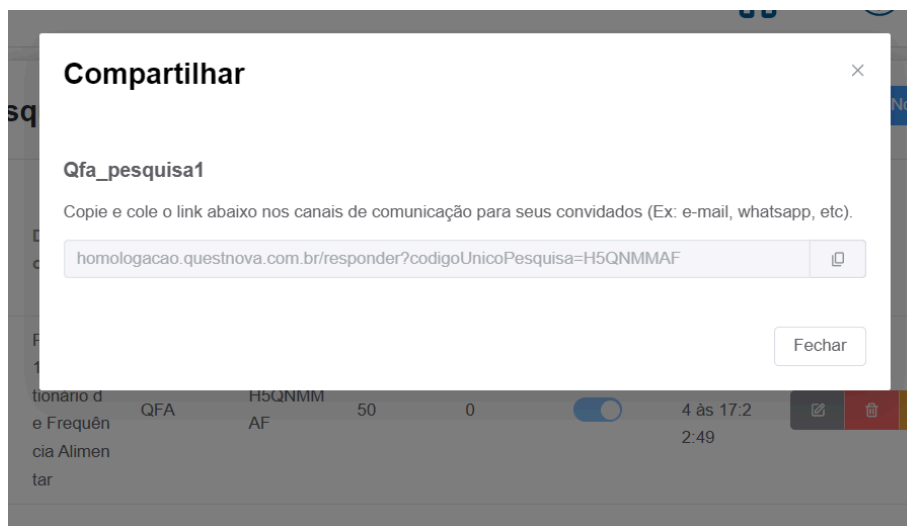 Compartilhar
sq
No
Qfa_pesquisa1
Copie e cole o link abaixo nos canais de comunicação para seus convidados (Ex: e-mail, whatsapp, etc).
homologacao.questnova.com.br/responder?codigoUnicoPesquisa=H5QNMMAF
Fechar
tionário d
e Frequên
cia Alimen
tar
QFA
H5QNMM
AF
50
0
4 às 17:2
2:49